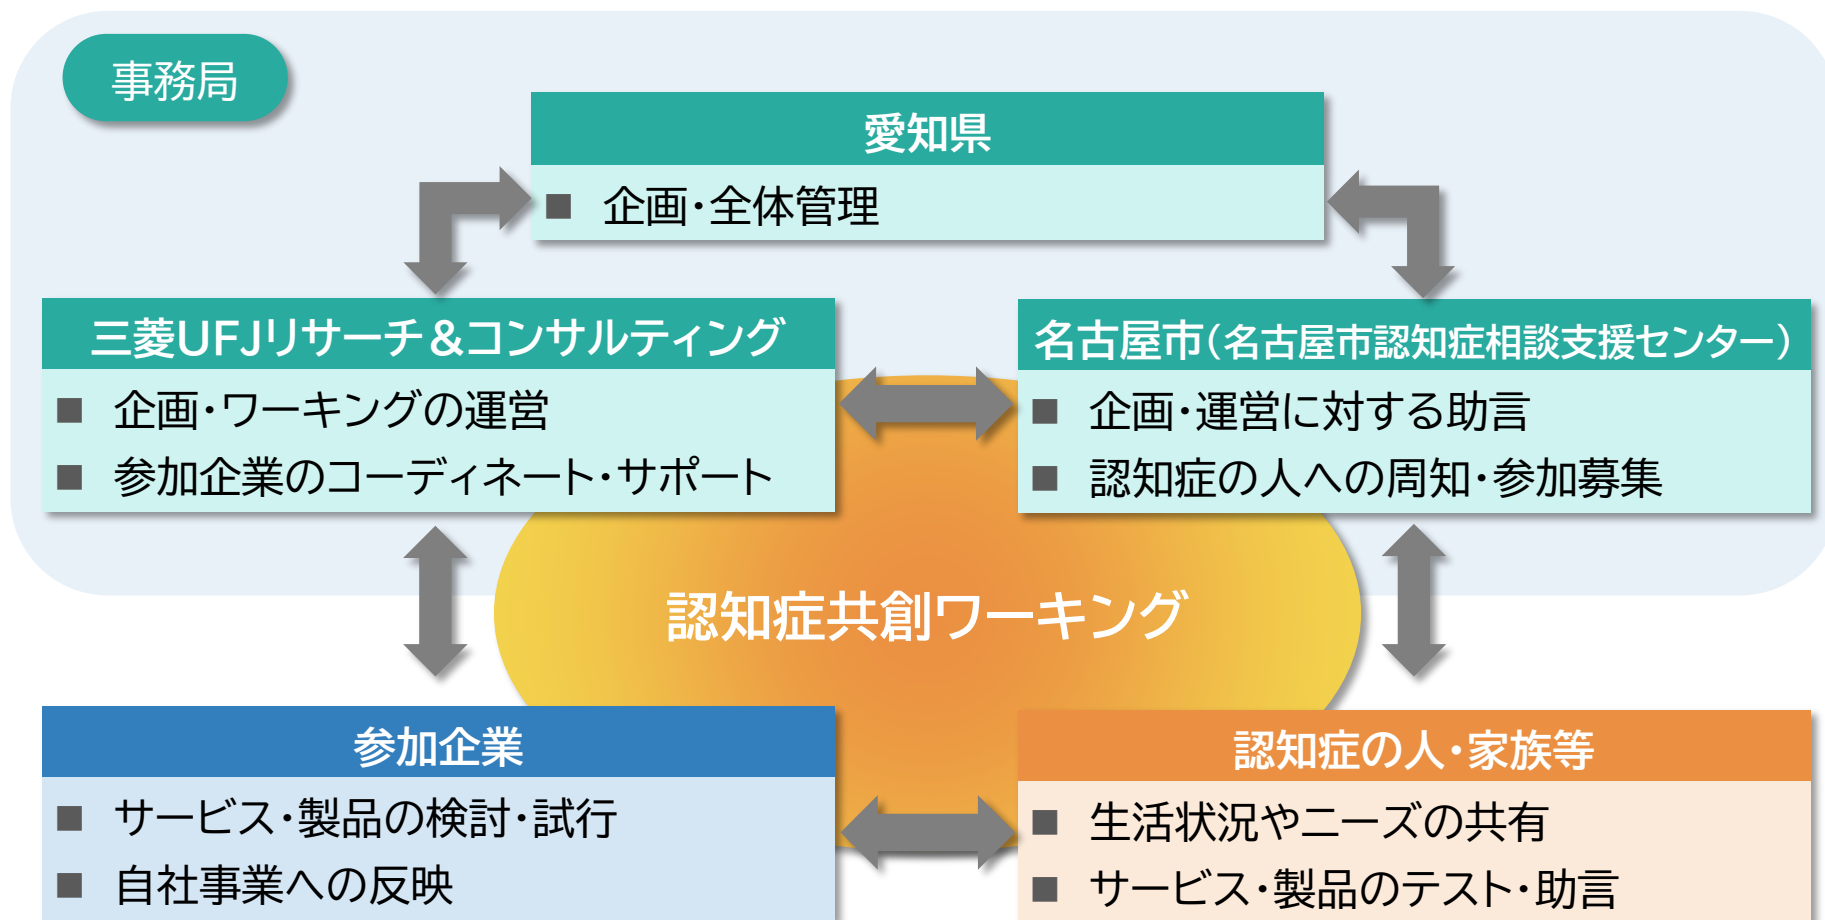 事務局
愛知県
■ 企画・全体管理
三菱UFJリサーチ&コンサルティング
■ 企画・ワーキングの運営
■ 参加企業のコーディネート・サポート
名古屋市(名古屋市認知症相談支援センター)
■ 企画・運営に対する助言
■ 認知症の人への周知・参加募集
認知症共創ワーキング
参加企業
■ サービス・製品の検討・試行
■ 自社事業への反映
認知症の人・家族等
■ 生活状況やニーズの共有
■ サービス・製品のテスト・助言